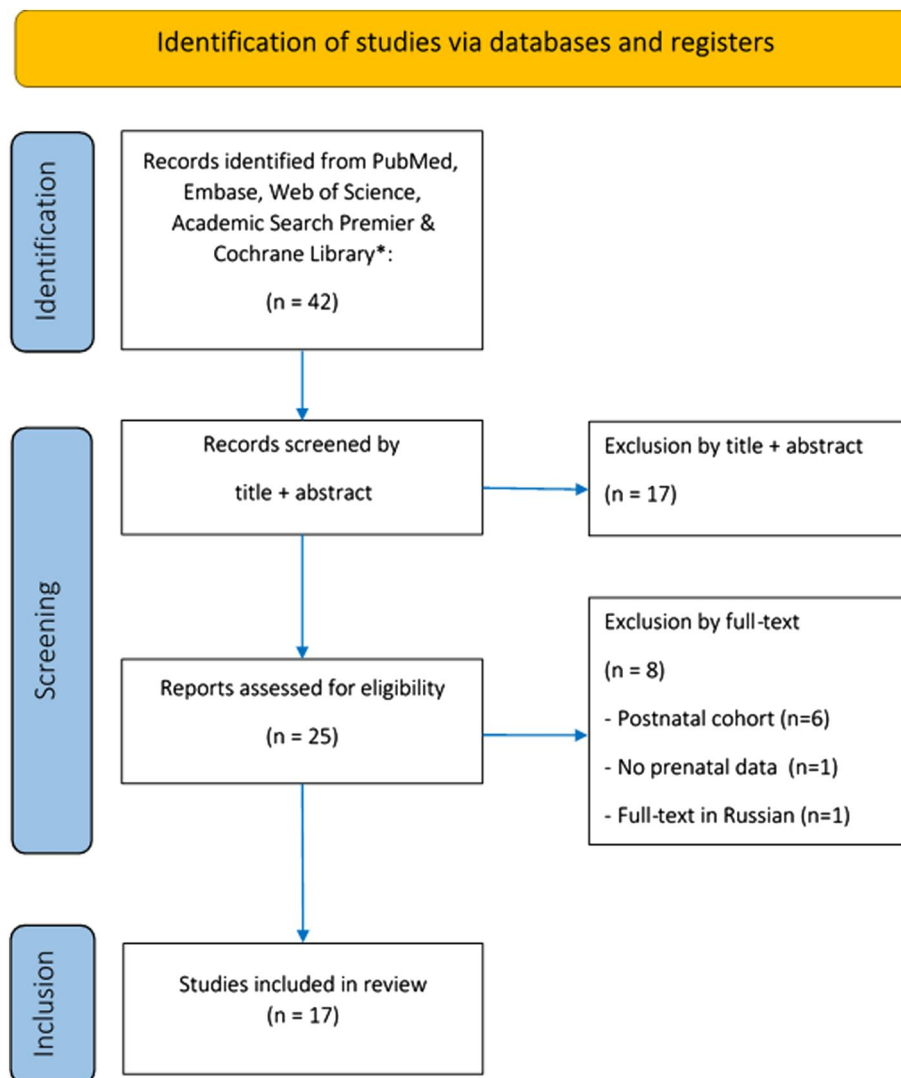 Identification of studies via databases and registers
Identification
Records identified from PubMed,
Embase, Web of Science,
Academic Search Premier &
Cochrane Library*:
(n = 42)
Screening
Records screened by
title + abstract
Exclusion by title + abstract
(n = 17)
Reports assessed for eligibility
(n = 25)
Exclusion by full-text
(n = 8)
- Postnatal cohort (n=6)
- No prenatal data (n=1)
- Full-text in Russian (n=1)
Inclusion
Studies included in review
(n = 17)